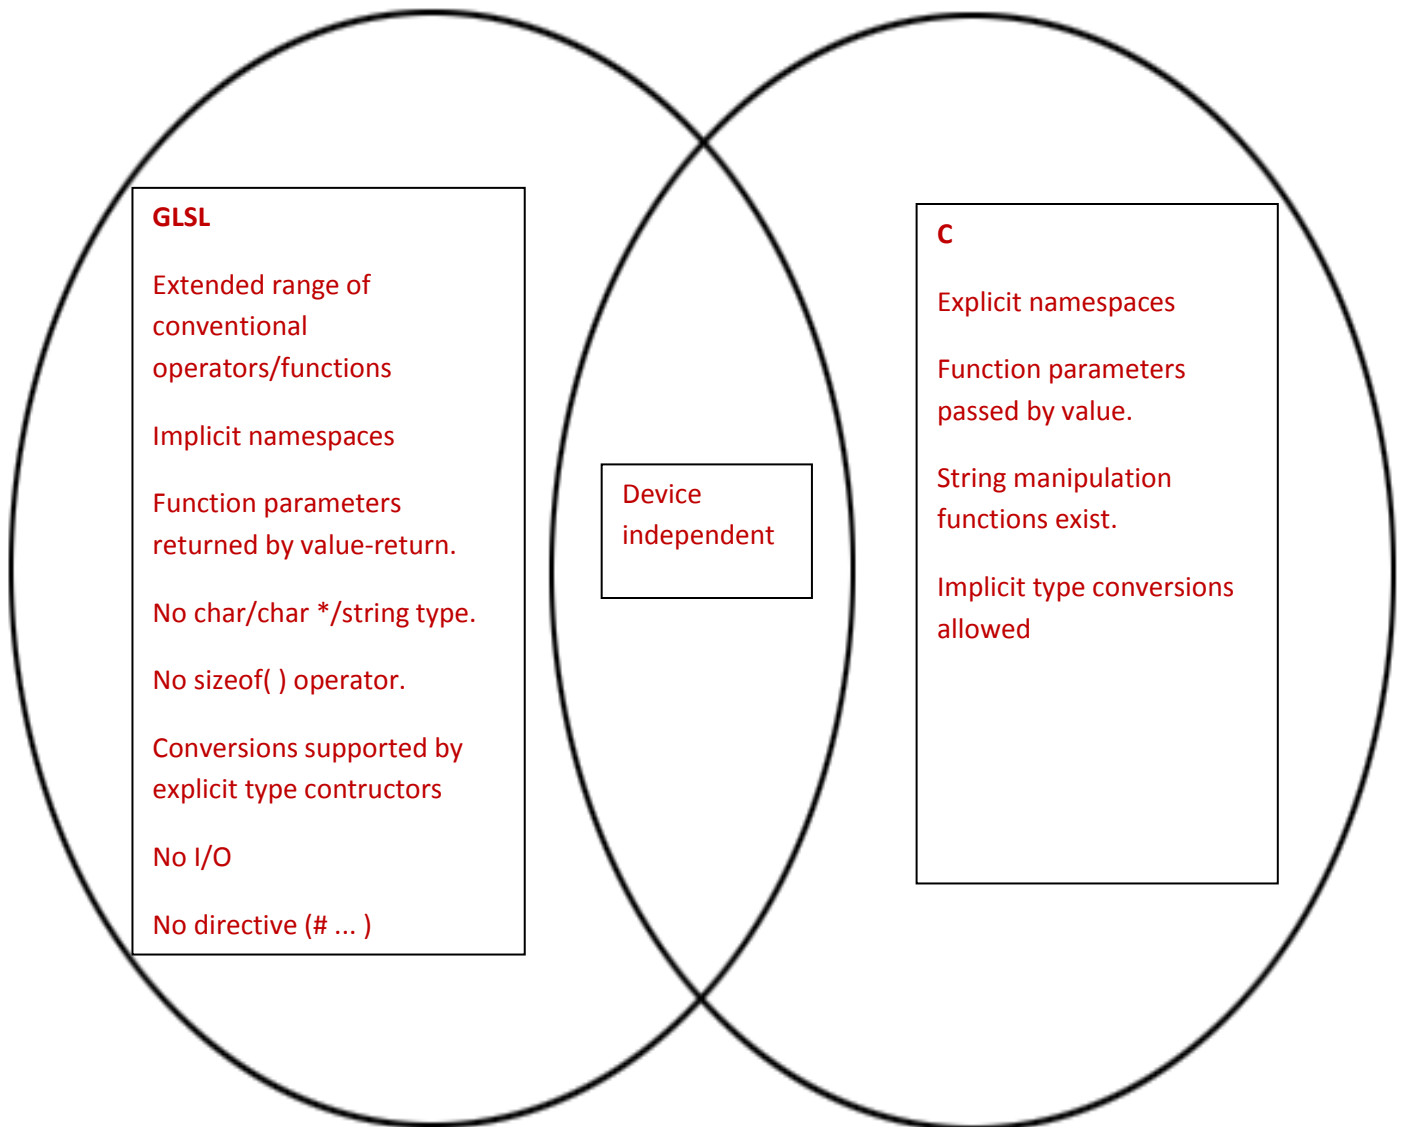 GLSL
Extended range of
conventional
operators/functions
Implicit namespaces
Function parameters
returned by value-return.
No char/char */string type.
No sizeof( ) operator.
Conversions supported by
explicit type contructors
No I/O
No directive (# ... )
Device
independent
C
Explicit namespaces
Function parameters
passed by value.
String manipulation
functions exist.
Implicit type conversions
allowed